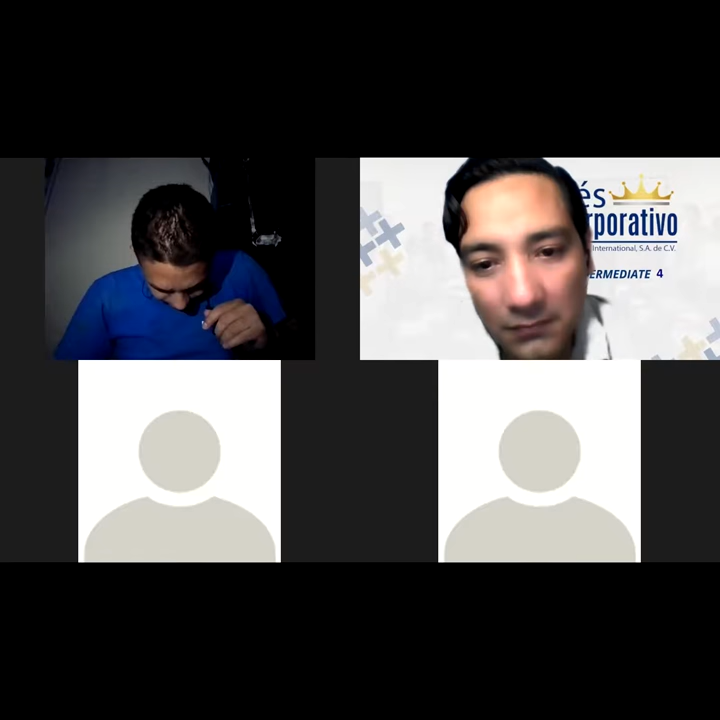 és
rporativo
International, S.A. de C.V.
ERMEDIATE 4